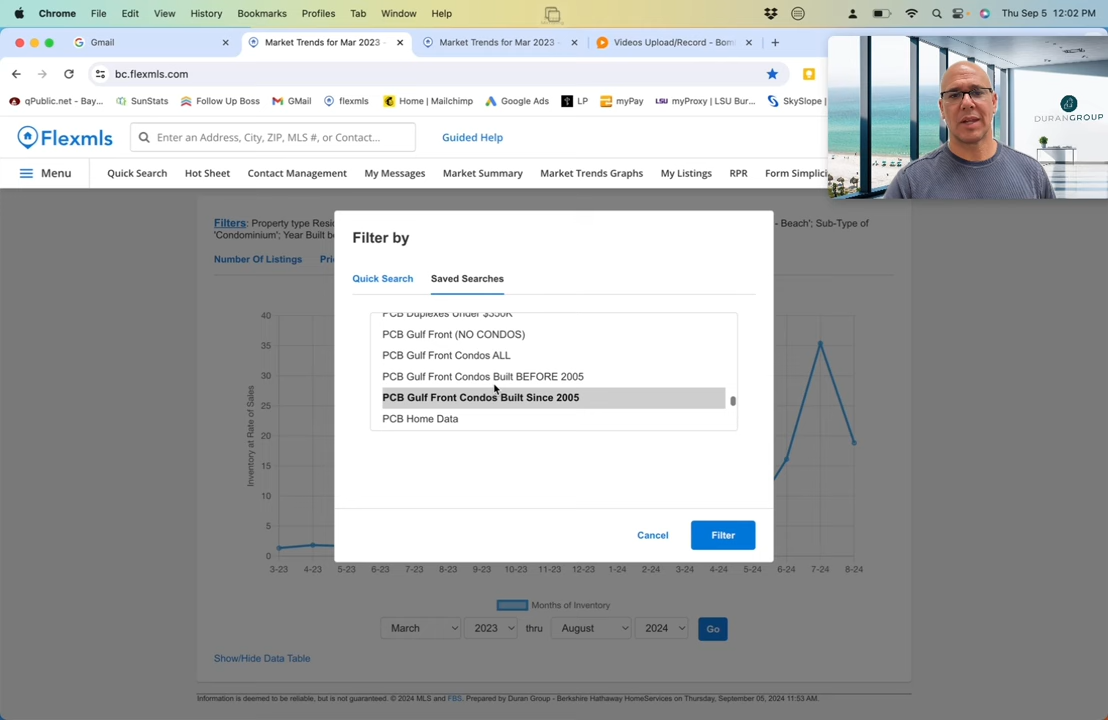 Chrome File Edit View History Bookmarks Profiles Tab Window Help Thu Sep 5 12:02 PM
Gmail Market Trends for Mar 2023 - Market Trends for Mar 2023 - Videos Upload/Record - Bom
bc.flexmls.com
qPublic.net - Bay... SunStats Follow Up Boss GMail flexmls Home | Mailchimp Google Ads LP myPay LSU myProxy | LSU Bur... SkySlope |
DURANGROUP
Flexmls Enter an Address, City, ZIP, MLS #, or Contact... Guided Help
Menu Quick Search Hot Sheet Contact Management My Messages Market Summary Market Trends Graphs My Listings RPR Form Simplici
Filters: Property type Resi - Beach'; Sub-Type of
'Condominium'; Year Built be
Number Of Listings Pri
Filter by
Quick Search Saved Searches
PCB Duplexes Under $350K
PCB Gulf Front (NO CONDOS)
PCB Gulf Front Condos ALL
PCB Gulf Front Condos Built BEFORE 2005
PCB Gulf Front Condos Built Since 2005
PCB Home Data
Cancel Filter
Inventory at Rate of Sales
40
35
30
25
20
15
10
5
0
3-23 4-23 5-23 6-23 7-23 8-23 9-23 10-23 11-23 12-23 1-24 2-24 3-24 4-24 5-24 6-24 7-24 8-24
Months of Inventory
March 2023 thru August 2024 Go
Show/Hide Data Table
Information is deemed to be reliable, but is not guaranteed. © 2024 MLS and FBS. Prepared by Duran Group - Berkshire Hathaway HomeServices on Thursday, September 05, 2024 11:53 AM.